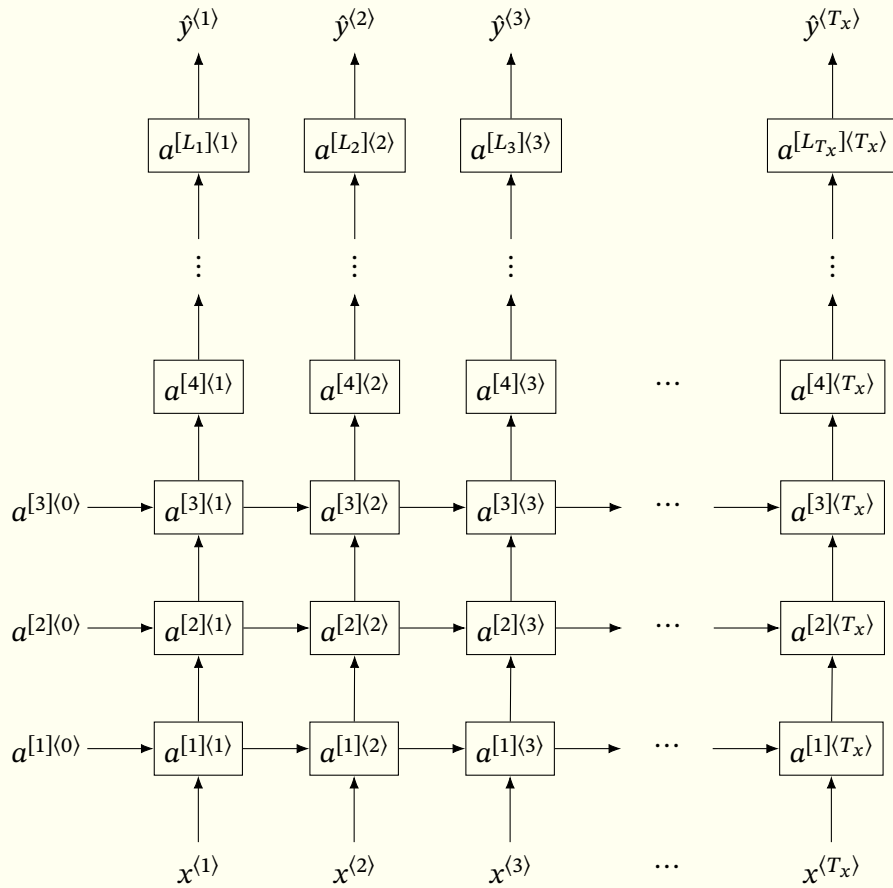 ŷ⟨1⟩ ŷ⟨2⟩ ŷ⟨3⟩ ŷ⟨Tₓ⟩
a[L₁]⟨1⟩ a[L₂]⟨2⟩ a[L₃]⟨3⟩ a[L_Tₓ]⟨Tₓ⟩
⋮ ⋮ ⋮ ⋮
a[4]⟨1⟩ a[4]⟨2⟩ a[4]⟨3⟩ ⋯ a[4]⟨Tₓ⟩
a[3]⟨0⟩ a[3]⟨1⟩ a[3]⟨2⟩ a[3]⟨3⟩ ⋯ a[3]⟨Tₓ⟩
a[2]⟨0⟩ a[2]⟨1⟩ a[2]⟨2⟩ a[2]⟨3⟩ ⋯ a[2]⟨Tₓ⟩
a[1]⟨0⟩ a[1]⟨1⟩ a[1]⟨2⟩ a[1]⟨3⟩ ⋯ a[1]⟨Tₓ⟩
x⟨1⟩ x⟨2⟩ x⟨3⟩ ⋯ x⟨Tₓ⟩